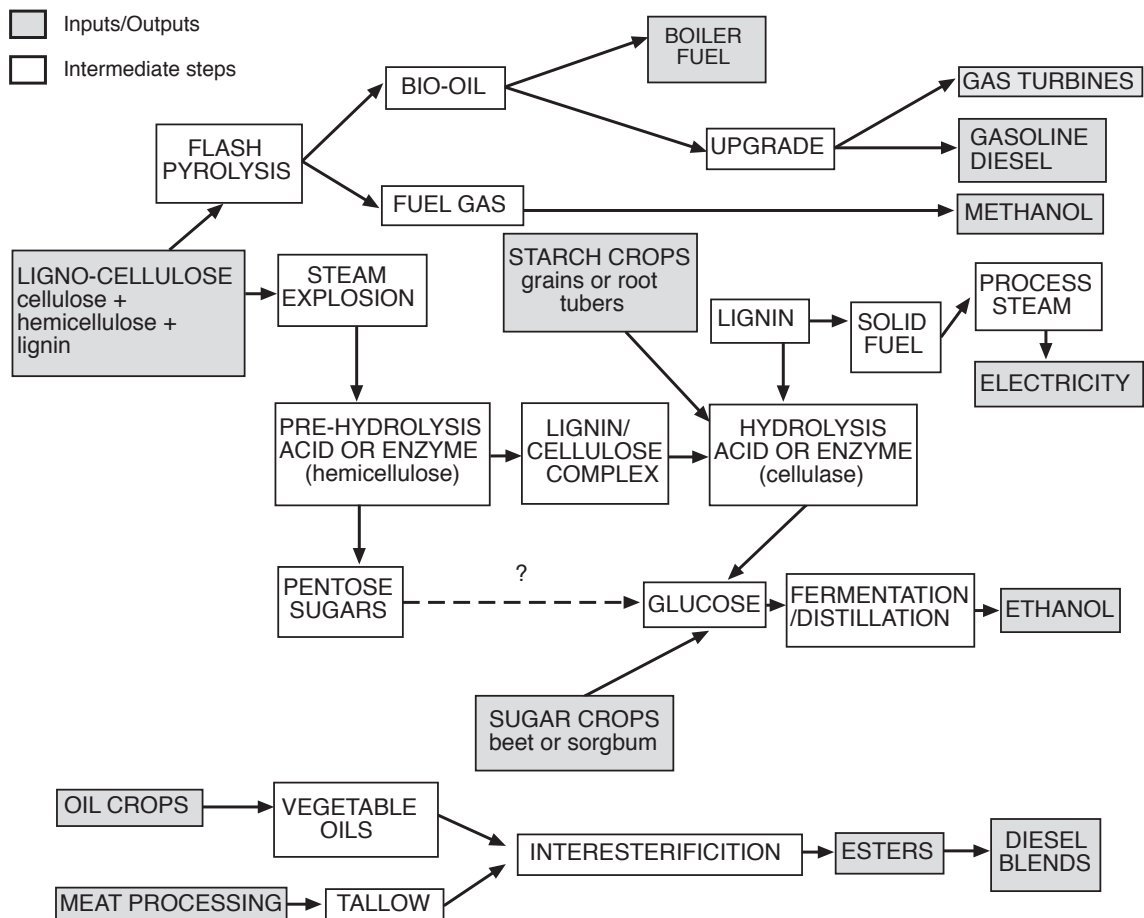 Inputs/Outputs
Intermediate steps
BOILER
FUEL
BIO-OIL
GAS TURBINES
UPGRADE
GASOLINE
DIESEL
FLASH
PYROLYSIS
FUEL GAS
METHANOL
LIGNO-CELLULOSE
cellulose +
hemicellulose +
lignin
STEAM
EXPLOSION
STARCH CROPS
grains or root
tubers
LIGNIN
SOLID
FUEL
PROCESS
STEAM
ELECTRICITY
PRE-HYDROLYSIS
ACID OR ENZYME
(hemicellulose)
LIGNIN/
CELLULOSE
COMPLEX
HYDROLYSIS
ACID OR ENZYME
(cellulase)
PENTOSE
SUGARS
?
GLUCOSE
FERMENTATION
/DISTILLATION
ETHANOL
SUGAR CROPS
beet or sorgbum
OIL CROPS
VEGETABLE
OILS
INTERESTERIFICITION
ESTERS
DIESEL
BLENDS
MEAT PROCESSING
TALLOW